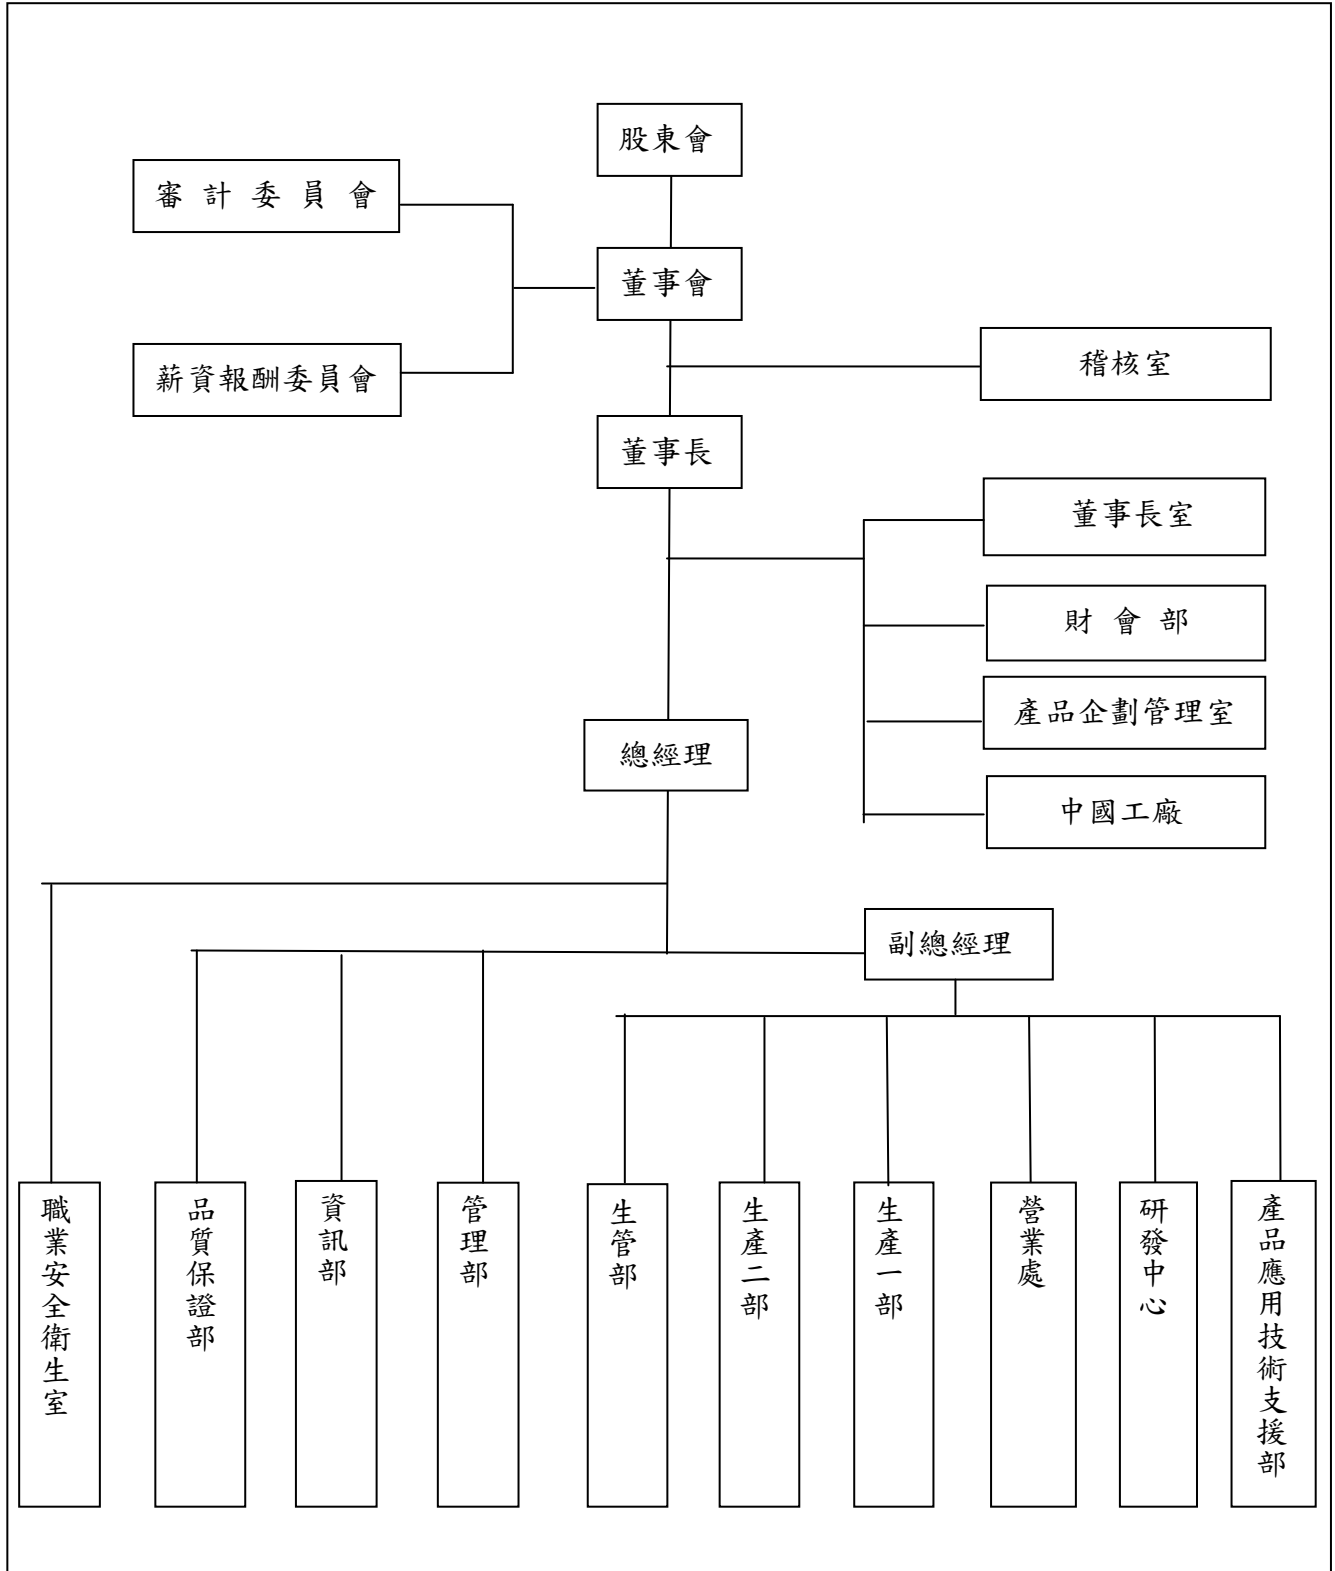 股東會
審計委員會
董事會
稽核室
薪資報酬委員會
董事長
董事長室
財會部
產品企劃管理室
總經理
中國工廠
副總經理
職業安全衛生室
品質保證部
資訊部
管理部
生管部
生產二部
生產一部
營業處
研發中心
產品應用技術支援部